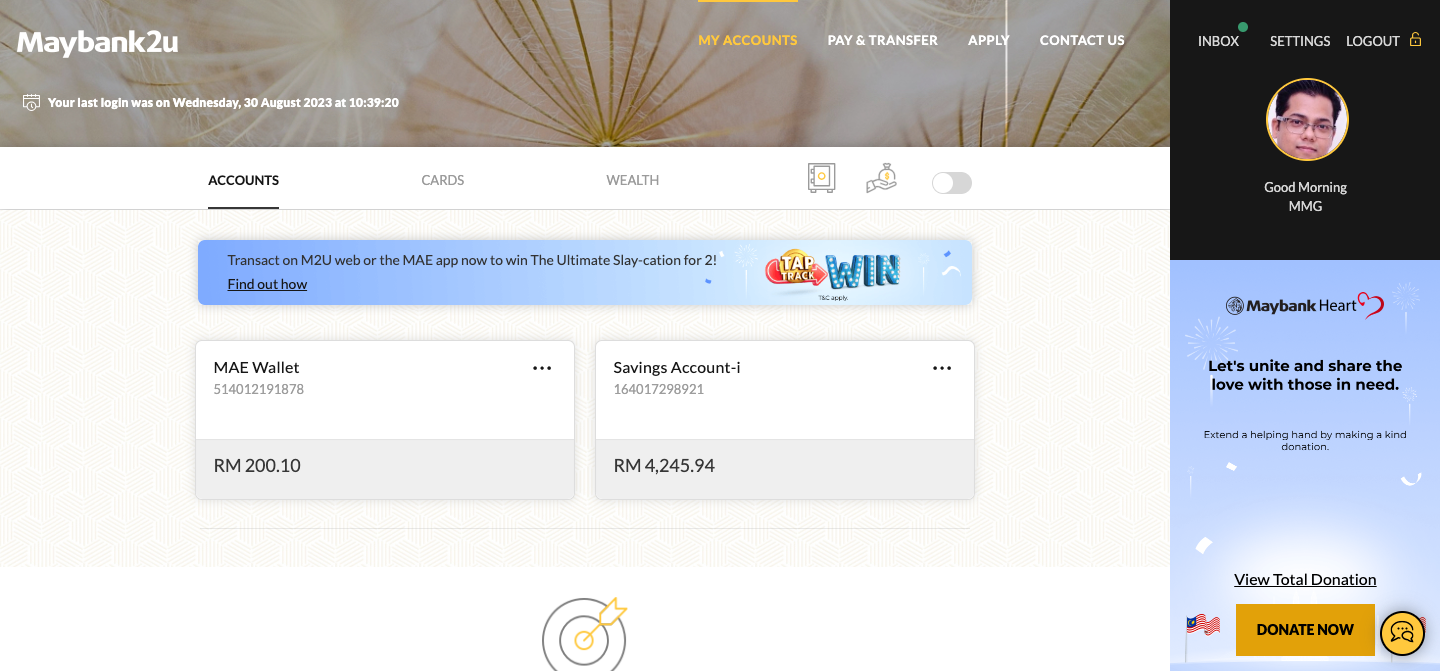 Maybank2u
MY ACCOUNTS
PAY & TRANSFER
APPLY
CONTACT US
INBOX
SETTINGS
LOGOUT
Your last login was on Wednesday, 30 August 2023 at 10:39:20
Good Morning
MMG
ACCOUNTS
CARDS
WEALTH
Transact on M2U web or the MAE app now to win The Ultimate Slay-cation for 2!
Find out how
TAP
TRACK
WIN
T&C apply.
MAE Wallet
514012191878
RM 200.10
Savings Account-i
164017298921
RM 4,245.94
Maybank Heart
Let's unite and share the
love with those in need.
Extend a helping hand by making a kind
donation.
View Total Donation
DONATE NOW